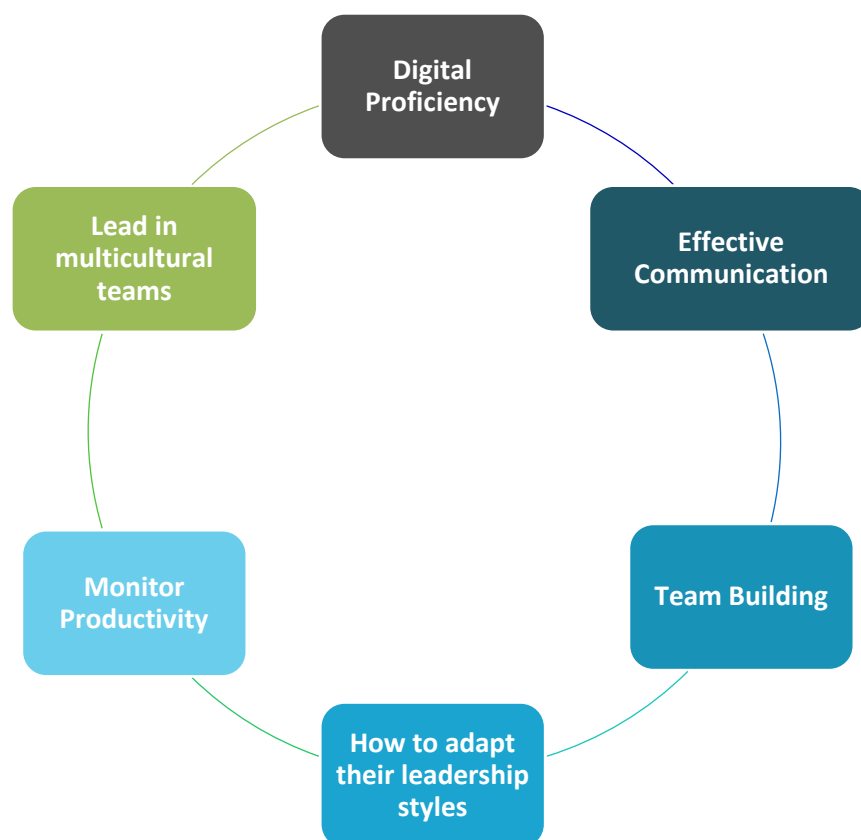 Digital
Proficiency
Effective
Communication
Team Building
How to adapt
their leadership
styles
Monitor
Productivity
Lead in
multicultural
teams